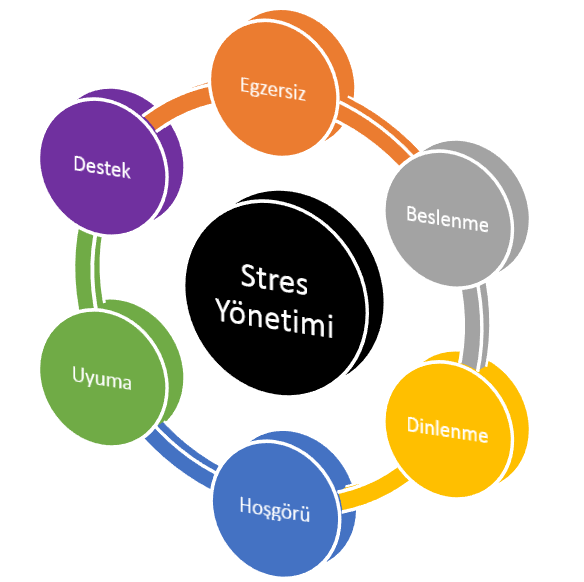 Egzersiz
Destek
Beslenme
Stres
Yönetimi
Uyuma
Dinlenme
Hoşgörü